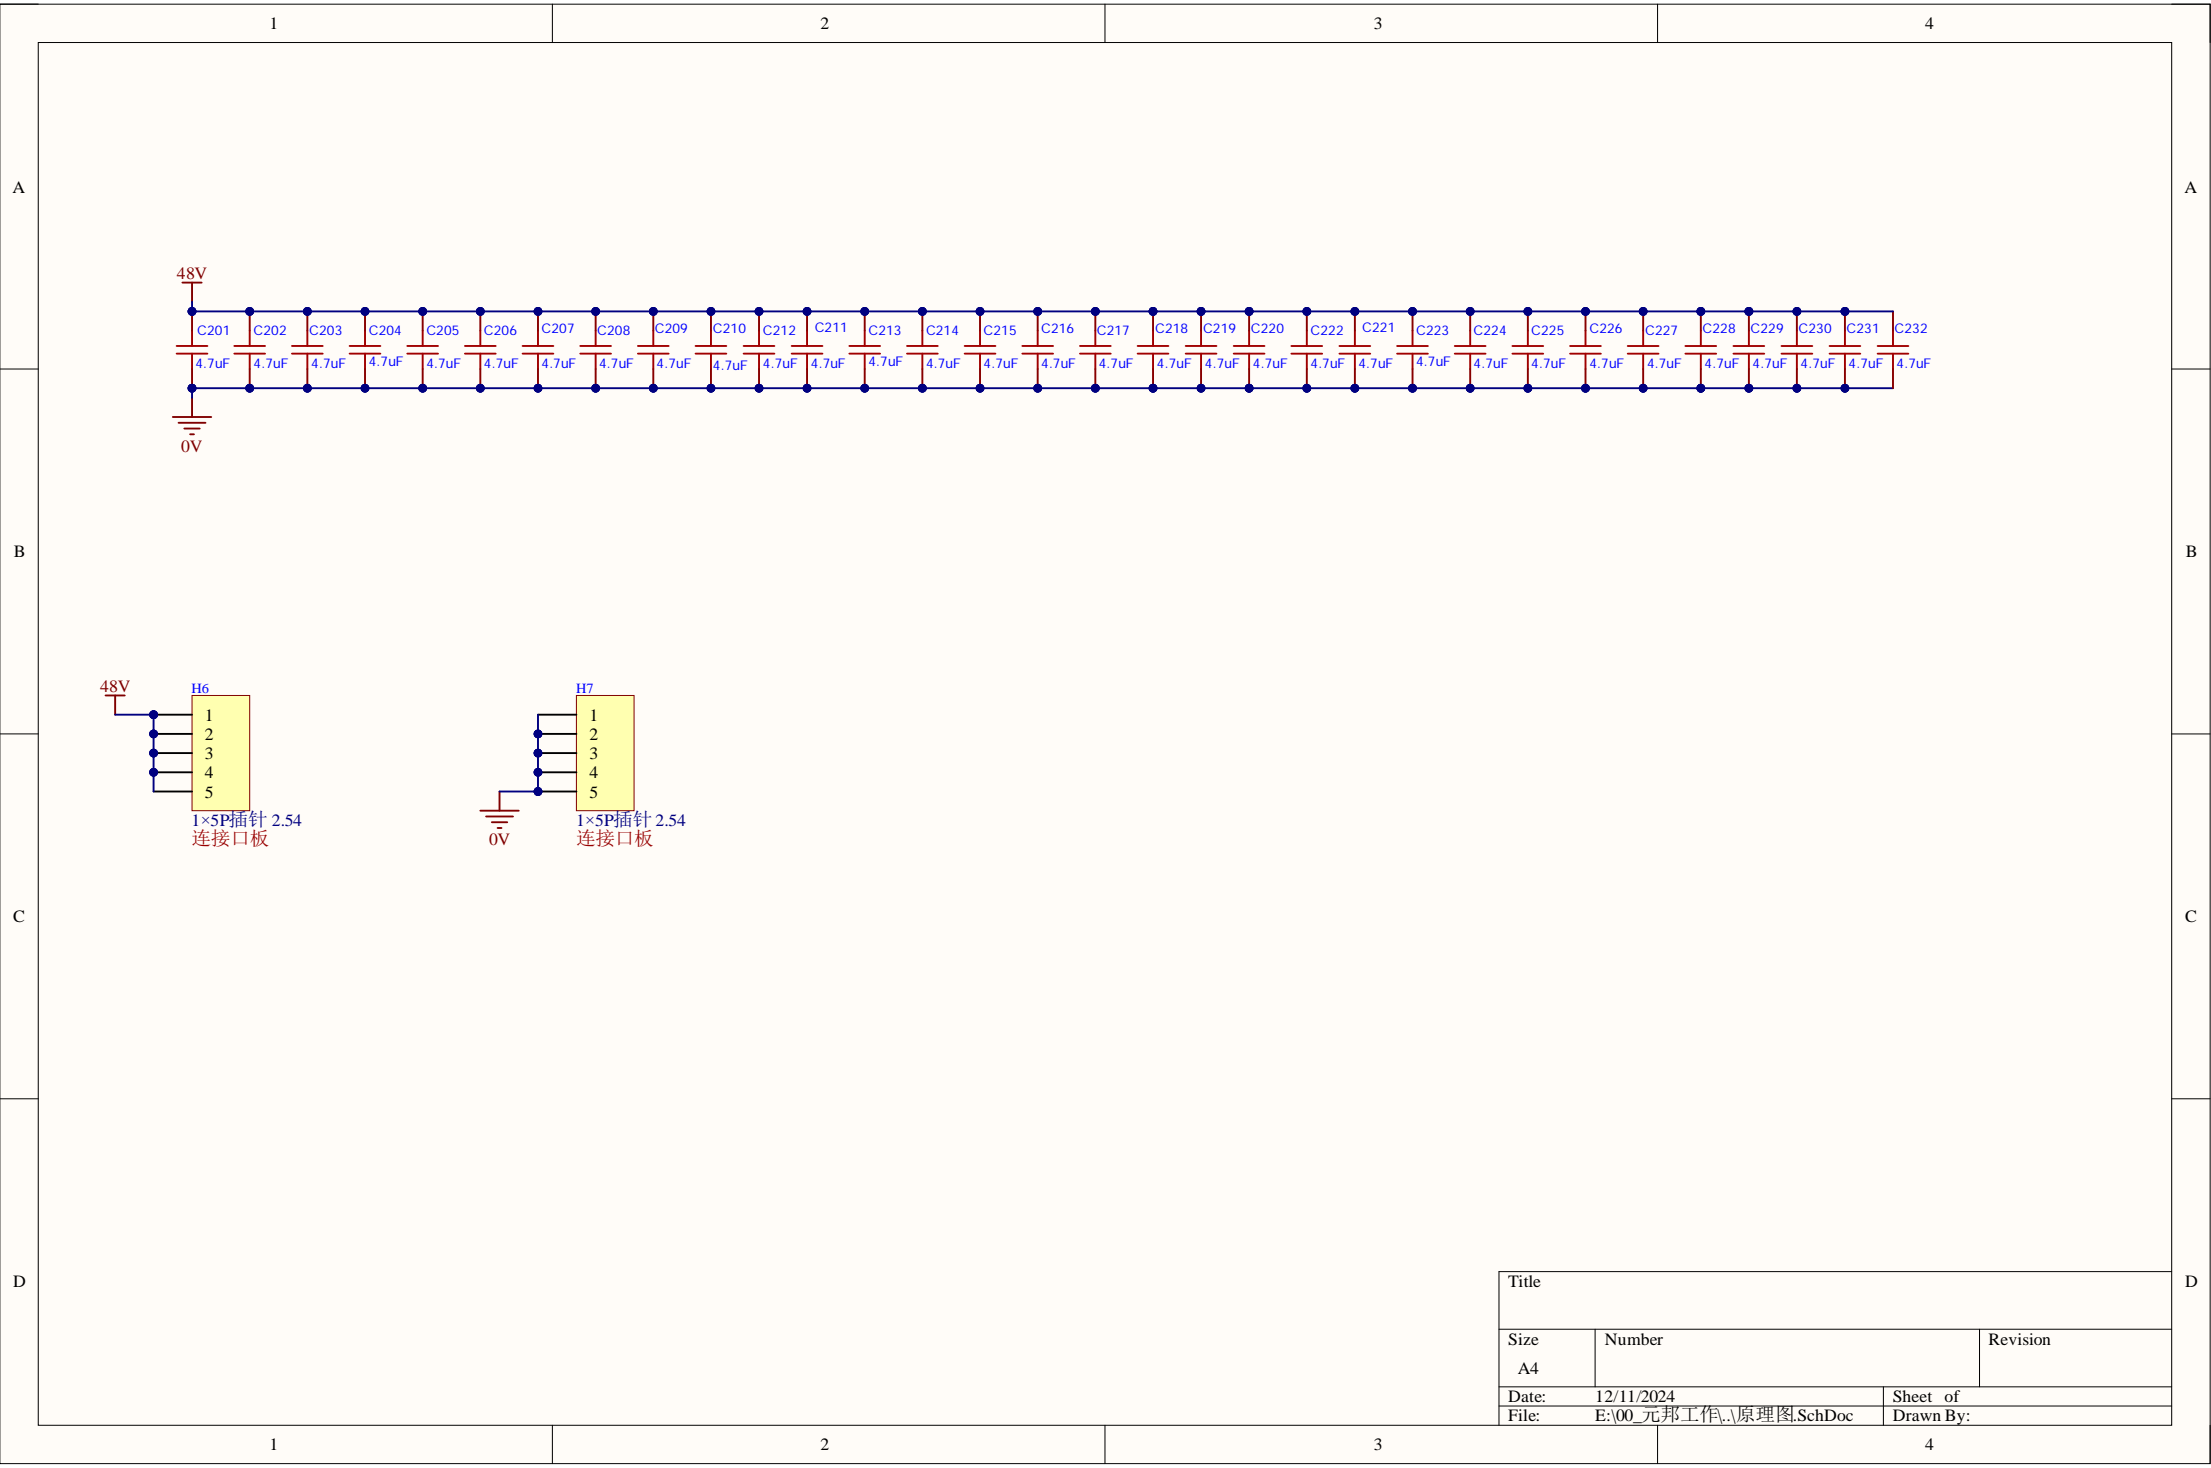 1 2 3 4
A A
48V
C201 C202 C203 C204 C205 C206 C207 C208 C209 C210 C212 C211 C213 C214 C215 C216 C217 C218 C219 C220 C222 C221 C223 C224 C225 C226 C227 C228 C229 C230 C231 C232
4.7uF 4.7uF 4.7uF 4.7uF 4.7uF 4.7uF 4.7uF 4.7uF 4.7uF 4.7uF 4.7uF 4.7uF 4.7uF 4.7uF 4.7uF 4.7uF 4.7uF 4.7uF 4.7uF 4.7uF 4.7uF 4.7uF 4.7uF 4.7uF 4.7uF 4.7uF 4.7uF 4.7uF 4.7uF 4.7uF 4.7uF 4.7uF
0V
B B
48V H6 H7
1 1
2 2
3 3
4 4
5 5
1×5P插针 2.54 1×5P插针 2.54
连接口板 0V 连接口板
C C
D D
Title
Size Number Revision
A4
Date: 12/11/2024 Sheet of
File: E:\00_元邦工作\..\原理图.SchDoc Drawn By:
1 2 3 4